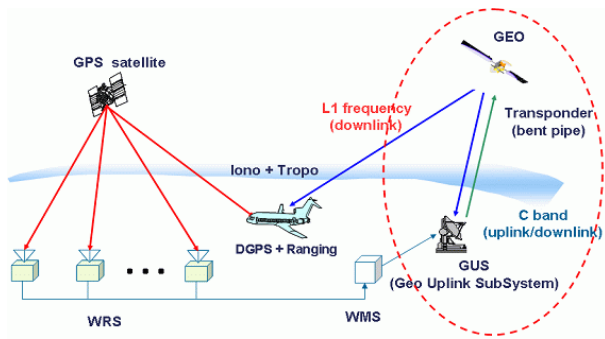 GEO
GPS satellite
L1 frequency
(downlink)
Transponder
(bent pipe)
Iono + Tropo
C band
(uplink/downlink)
DGPS + Ranging
GUS
(Geo Uplink SubSystem)
WRS
WMS